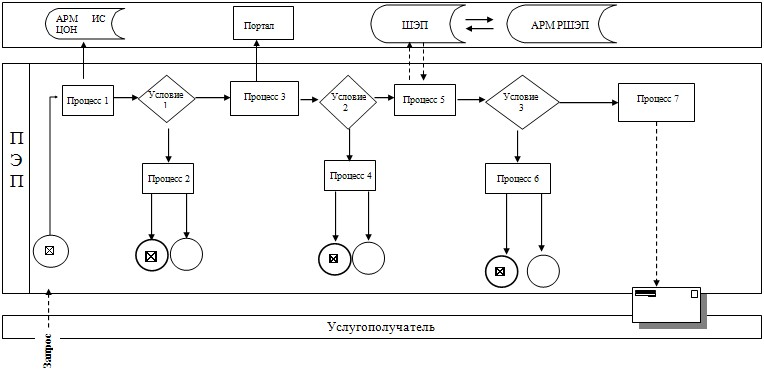 АРМ ИС
ЦОН
Портал
ШЭП
АРМ РШЭП
Процесс 1
Условие
1
Процесс 3
Условие
2
Процесс 5
Условие
3
Процесс 7
ПЭП
Процесс 2
Процесс 4
Процесс 6
Услугополучатель
Запрос